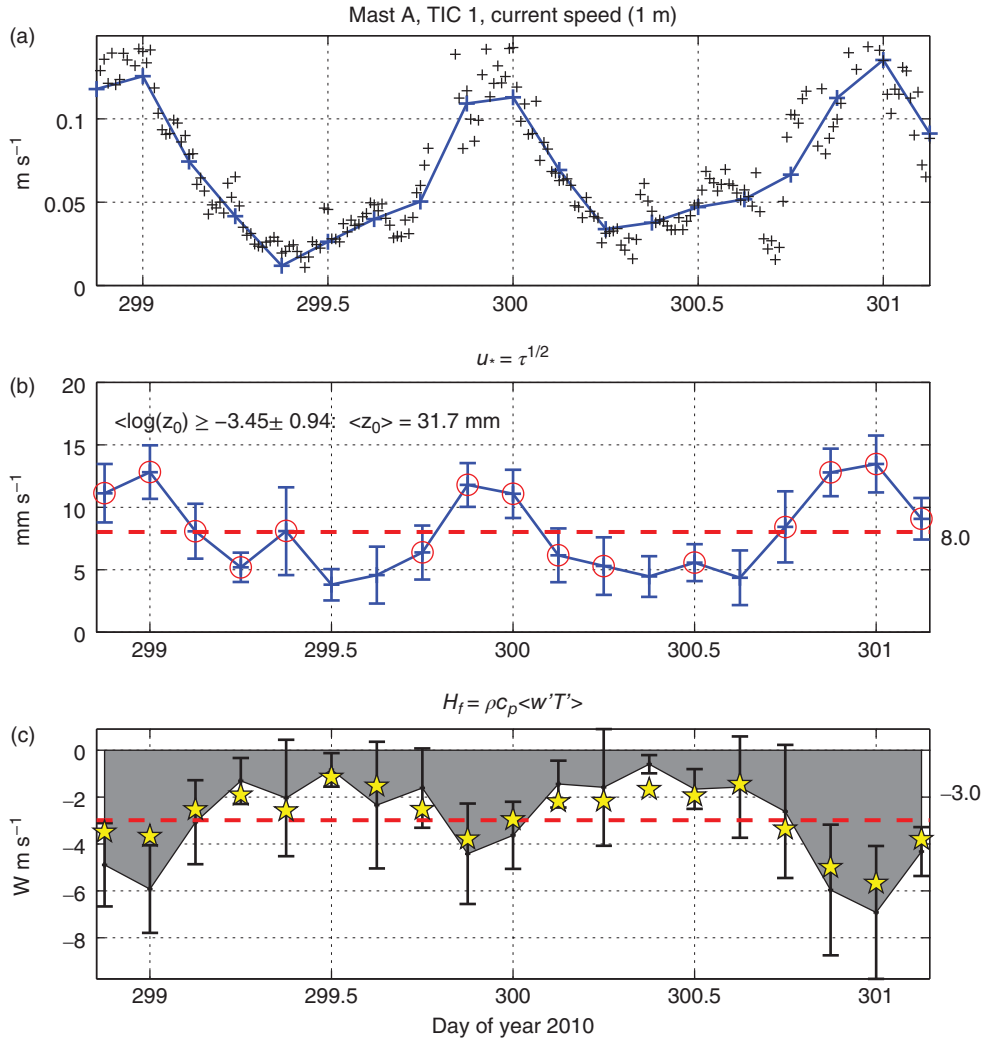 Mast A, TIC 1, current speed (1 m)
(a)
m s⁻¹
0.1
0.05
0
299
299.5
300
300.5
301
u* = τ^1/2
(b)
<log(z₀) ≥ −3.45± 0.94: <z₀> = 31.7 mm
mm s⁻¹
20
15
10
5
0
8.0
299
299.5
300
300.5
301
H_f = ρc_p<w'T'>
(c)
W m s⁻¹
0
−2
−4
−6
−8
−3.0
299
299.5
300
300.5
301
Day of year 2010